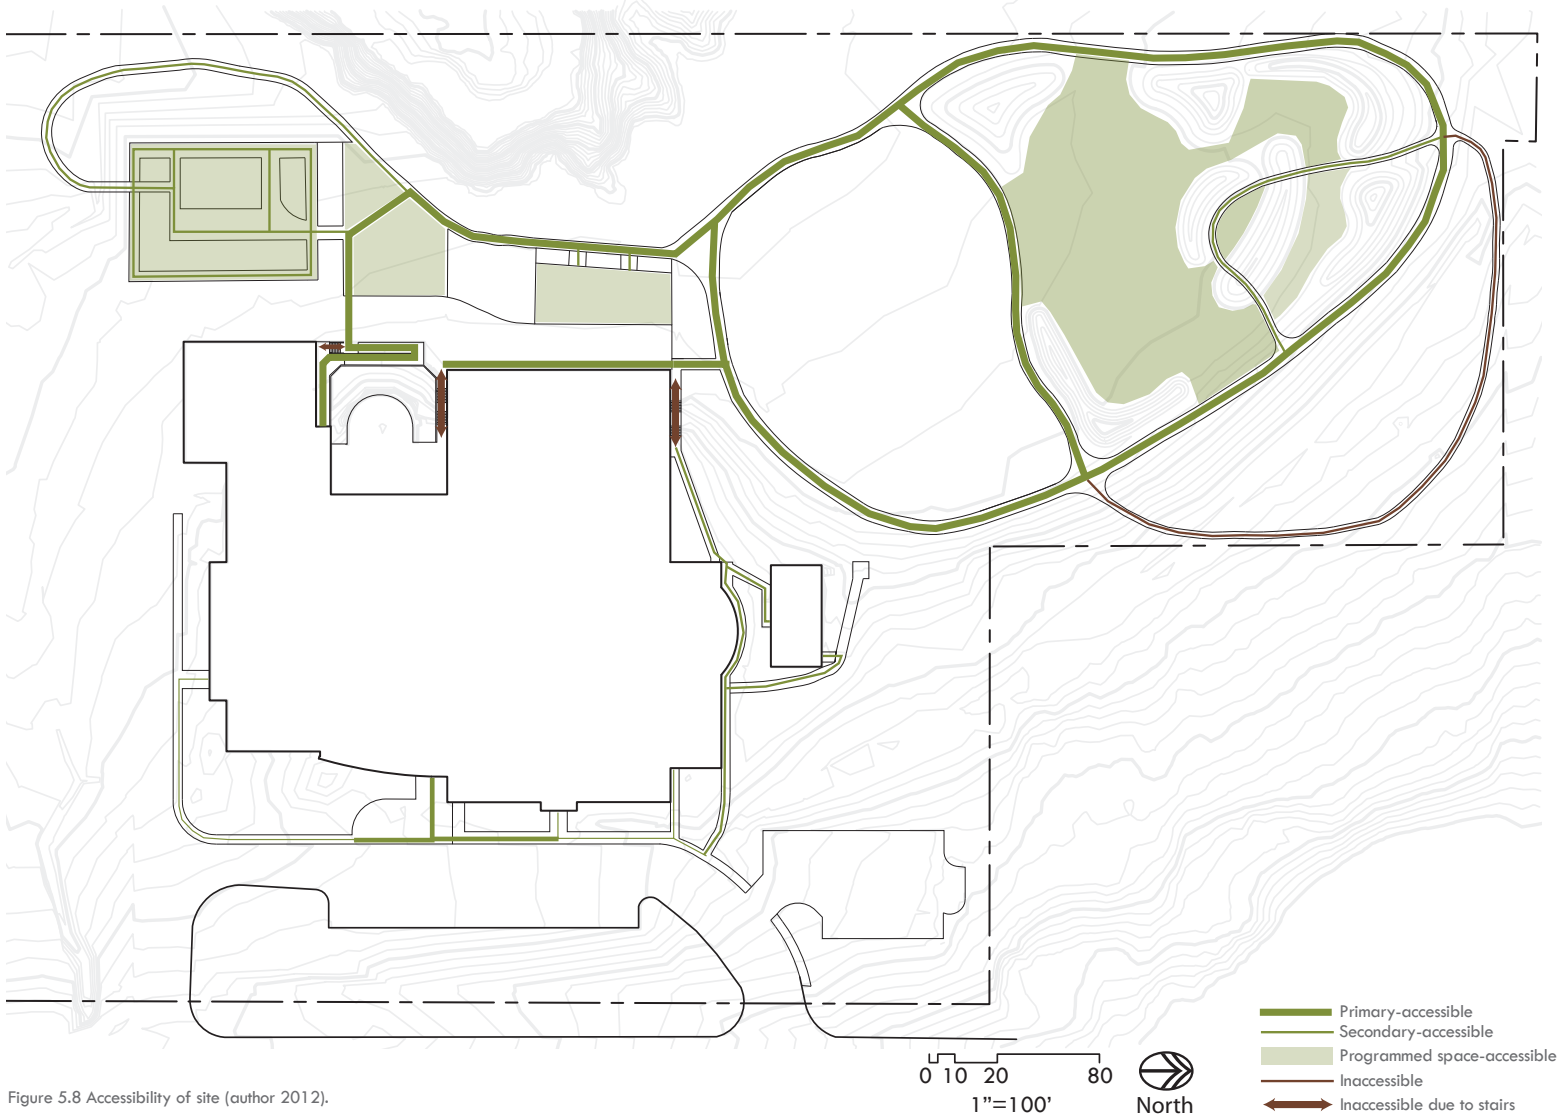 Primary-accessible
Secondary-accessible
Programmed space-accessible
Inaccessible
Inaccessible due to stairs
0 10 20 80
1”=100’
North
Figure 5.8 Accessibility of site (author 2012).